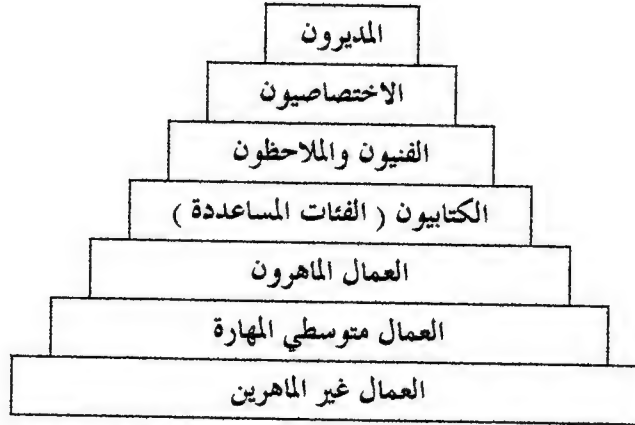 المديرون
الاختصاصيون
الفنيون والملاحظون
الكتابيون ( الفئات المساعددة )
العمال الماهرون
العمال متوسطي المهارة
العمال غير الماهرين